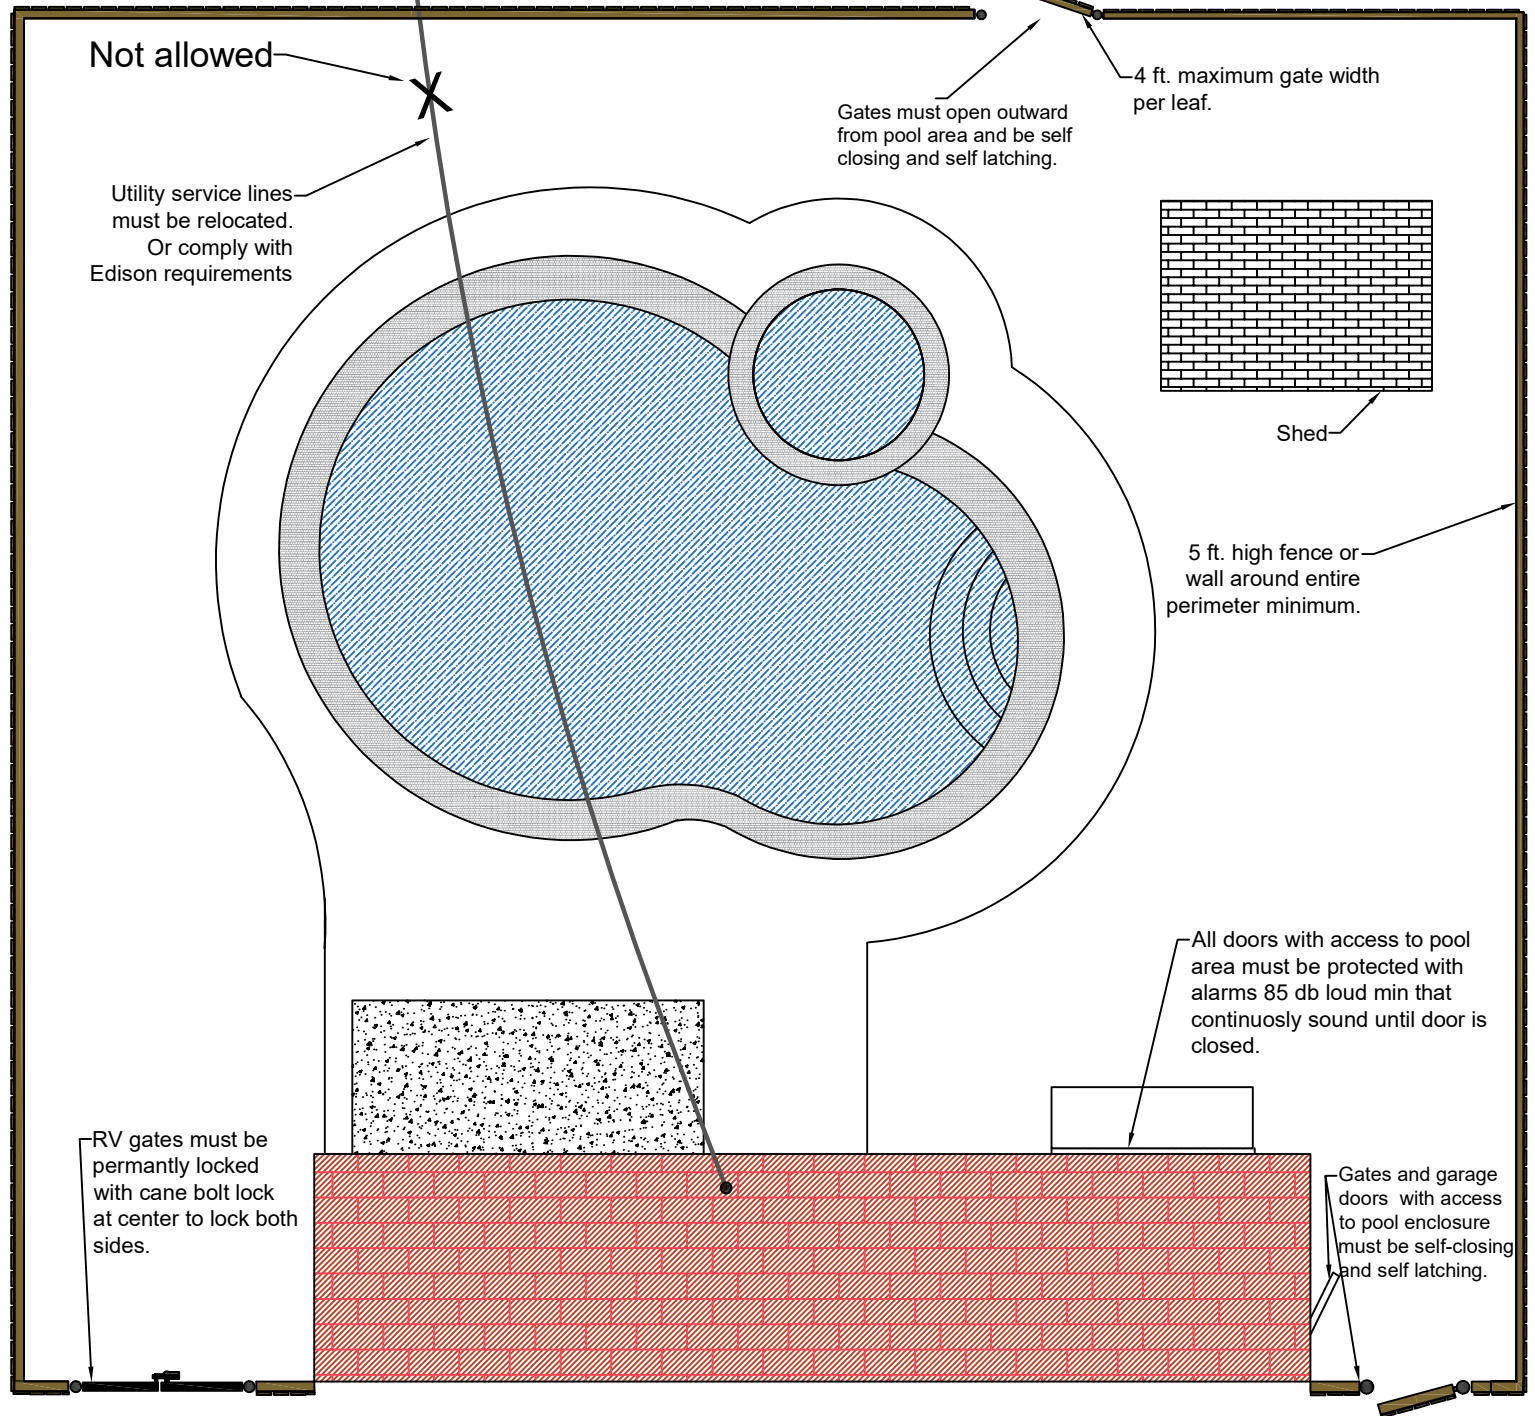 Not allowed
Utility service lines
must be relocated.
Or comply with
Edison requirements
Gates must open outward
from pool area and be self
closing and self latching.
4 ft. maximum gate width
per leaf.
Shed
5 ft. high fence or
wall around entire
perimeter minimum.
All doors with access to pool
area must be protected with
alarms 85 db loud min that
continuosly sound until door is
closed.
RV gates must be
permantly locked
with cane bolt lock
at center to lock both
sides.
Gates and garage
doors with access
to pool enclosure
must be self-closing
and self latching.